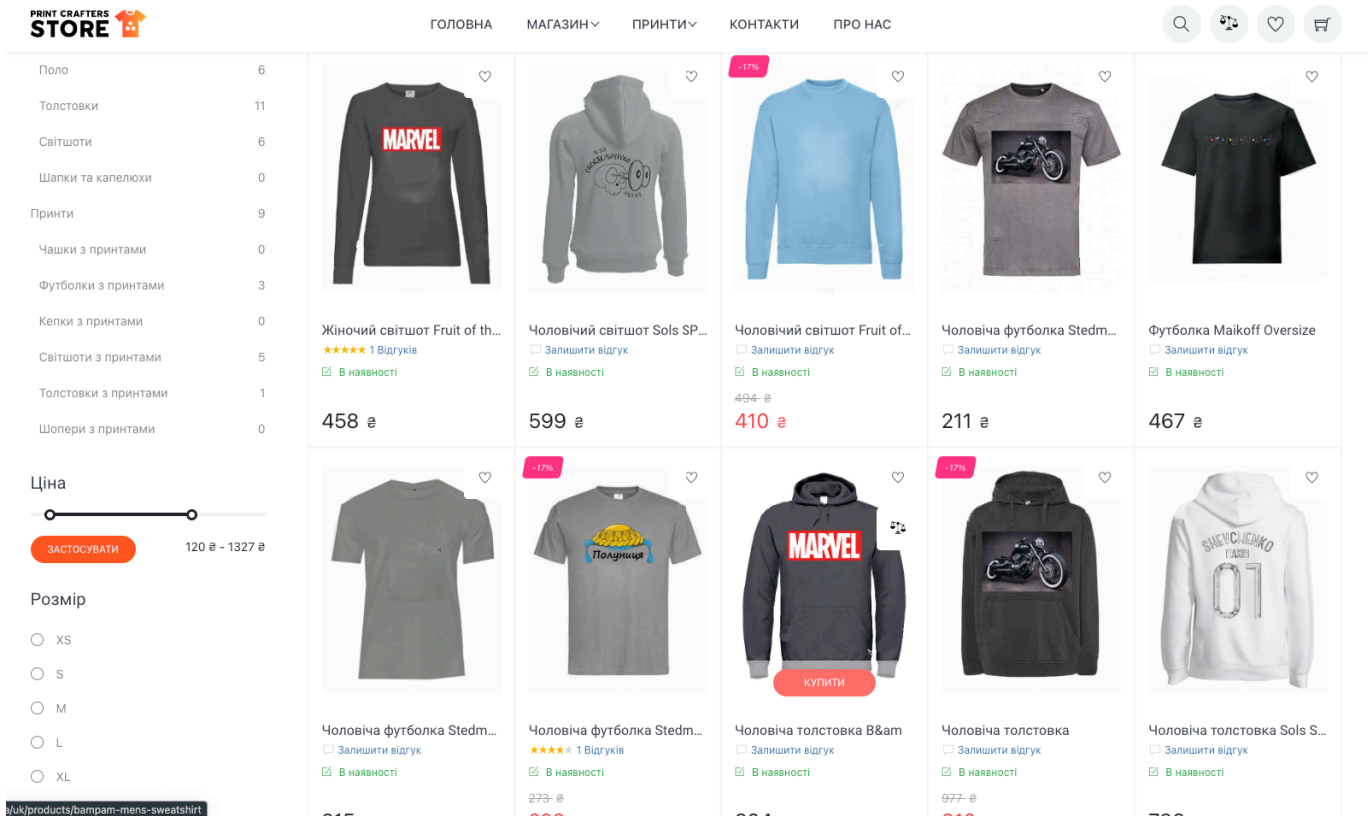 PRINT CRAFTERS
STORE
ГОЛОВНА
МАГАЗИН
ПРИНТИ
КОНТАКТИ
ПРО НАС
Поло 6
Толстовки 11
Світшоти 6
Шапки та капелюхи 0
Принти 9
Чашки з принтами 0
Футболки з принтами 3
Кепки з принтами 0
Світшоти з принтами 5
Толстовки з принтами 1
Шопери з принтами 0
Ціна
ЗАСТОСУВАТИ
120 ₴ - 1327 ₴
Розмір
XS
S
M
L
XL
a/uk/products/bampam-mens-sweatshirt
MARVEL
Жіночий світшот Fruit of th...
1 Відгуків
В наявності
458 ₴
Чоловічий світшот Sols SP...
Залишити відгук
В наявності
599 ₴
-17%
Чоловічий світшот Fruit of...
Залишити відгук
В наявності
494 ₴
410 ₴
Чоловіча футболка Stedm...
Залишити відгук
В наявності
211 ₴
Футболка Maikoff Oversize
Залишити відгук
В наявності
467 ₴
Чоловіча футболка Stedm...
Залишити відгук
В наявності
-17%
Полуниця
Чоловіча футболка Stedm...
1 Відгуків
В наявності
273 ₴
MARVEL
КУПИТИ
Чоловіча толстовка B&am
Залишити відгук
В наявності
-17%
Чоловіча толстовка
Залишити відгук
В наявності
977 ₴
SHEVCHENKO
MAXIM
01
Чоловіча толстовка Sols S...
Залишити відгук
В наявності